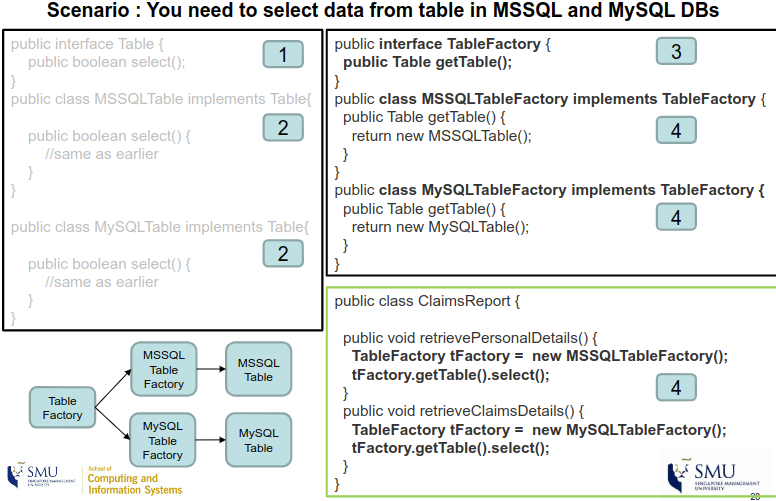 Scenario : You need to select data from table in MSSQL and MySQL DBs
public interface Table {
public boolean select();
}
1
public class MSSQLTable implements Table{
public boolean select() {
//same as earlier
}
}
2
public class MySQLTable implements Table{
public boolean select() {
//same as earlier
}
}
2
public interface TableFactory {
public Table getTable();
}
3
public class MSSQLTableFactory implements TableFactory {
public Table getTable() {
return new MSSQLTable();
}
}
4
public class MySQLTableFactory implements TableFactory {
public Table getTable() {
return new MySQLTable();
}
}
4
public class ClaimsReport {
public void retrievePersonalDetails() {
TableFactory tFactory = new MSSQLTableFactory();
tFactory.getTable().select();
}
public void retrieveClaimsDetails() {
TableFactory tFactory = new MySQLTableFactory();
tFactory.getTable().select();
}
}
4
Table
Factory
MSSQL
Table
Factory
MSSQL
Table
MySQL
Table
Factory
MySQL
Table
SMU
SINGAPORE MANAGEMENT
UNIVERSITY
School of
Computing and
Information Systems
SMU
SINGAPORE MANAGEMENT
UNIVERSITY